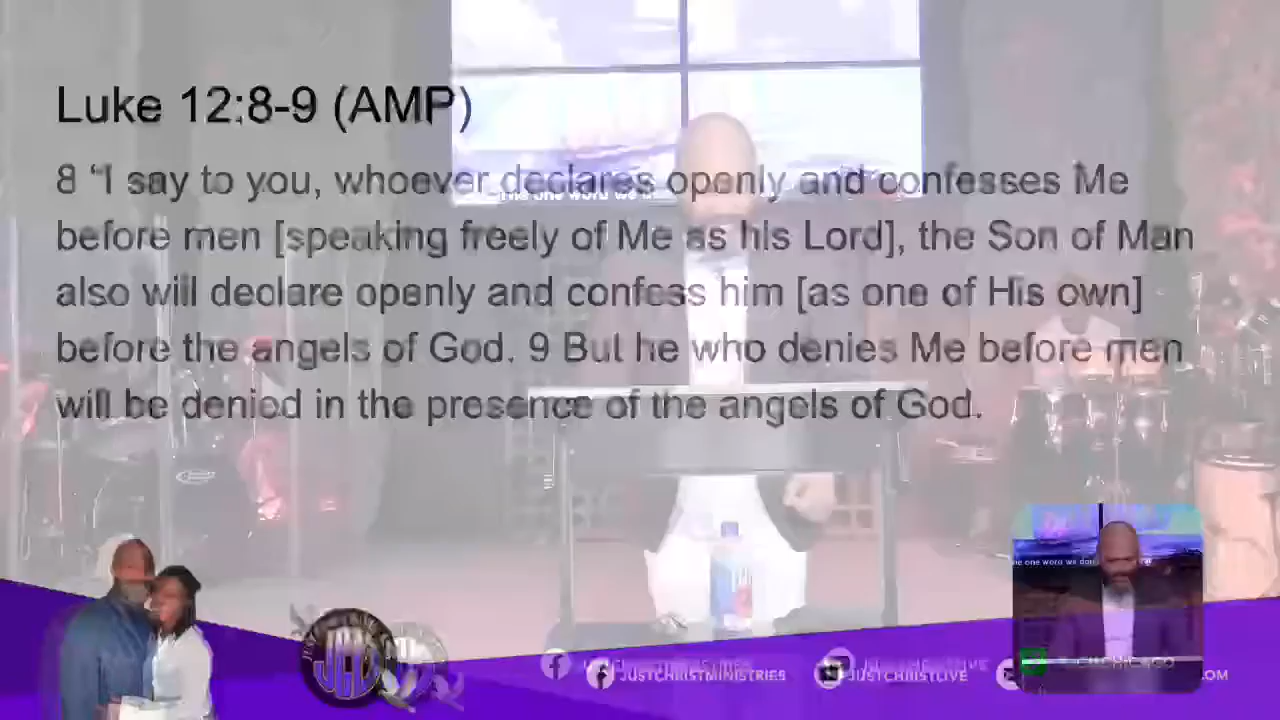 Luke 12:8-9 (AMP)
8 “I say to you, whoever declares openly and confesses Me
before men [speaking freely of Me as his Lord], the Son of Man
also will declare openly and confess him [as one of His own]
before the angels of God. 9 But he who denies Me before men
will be denied in the presence of the angels of God.
JUSTCHRISTMINISTRIES
JUSTCHRISTLIVE